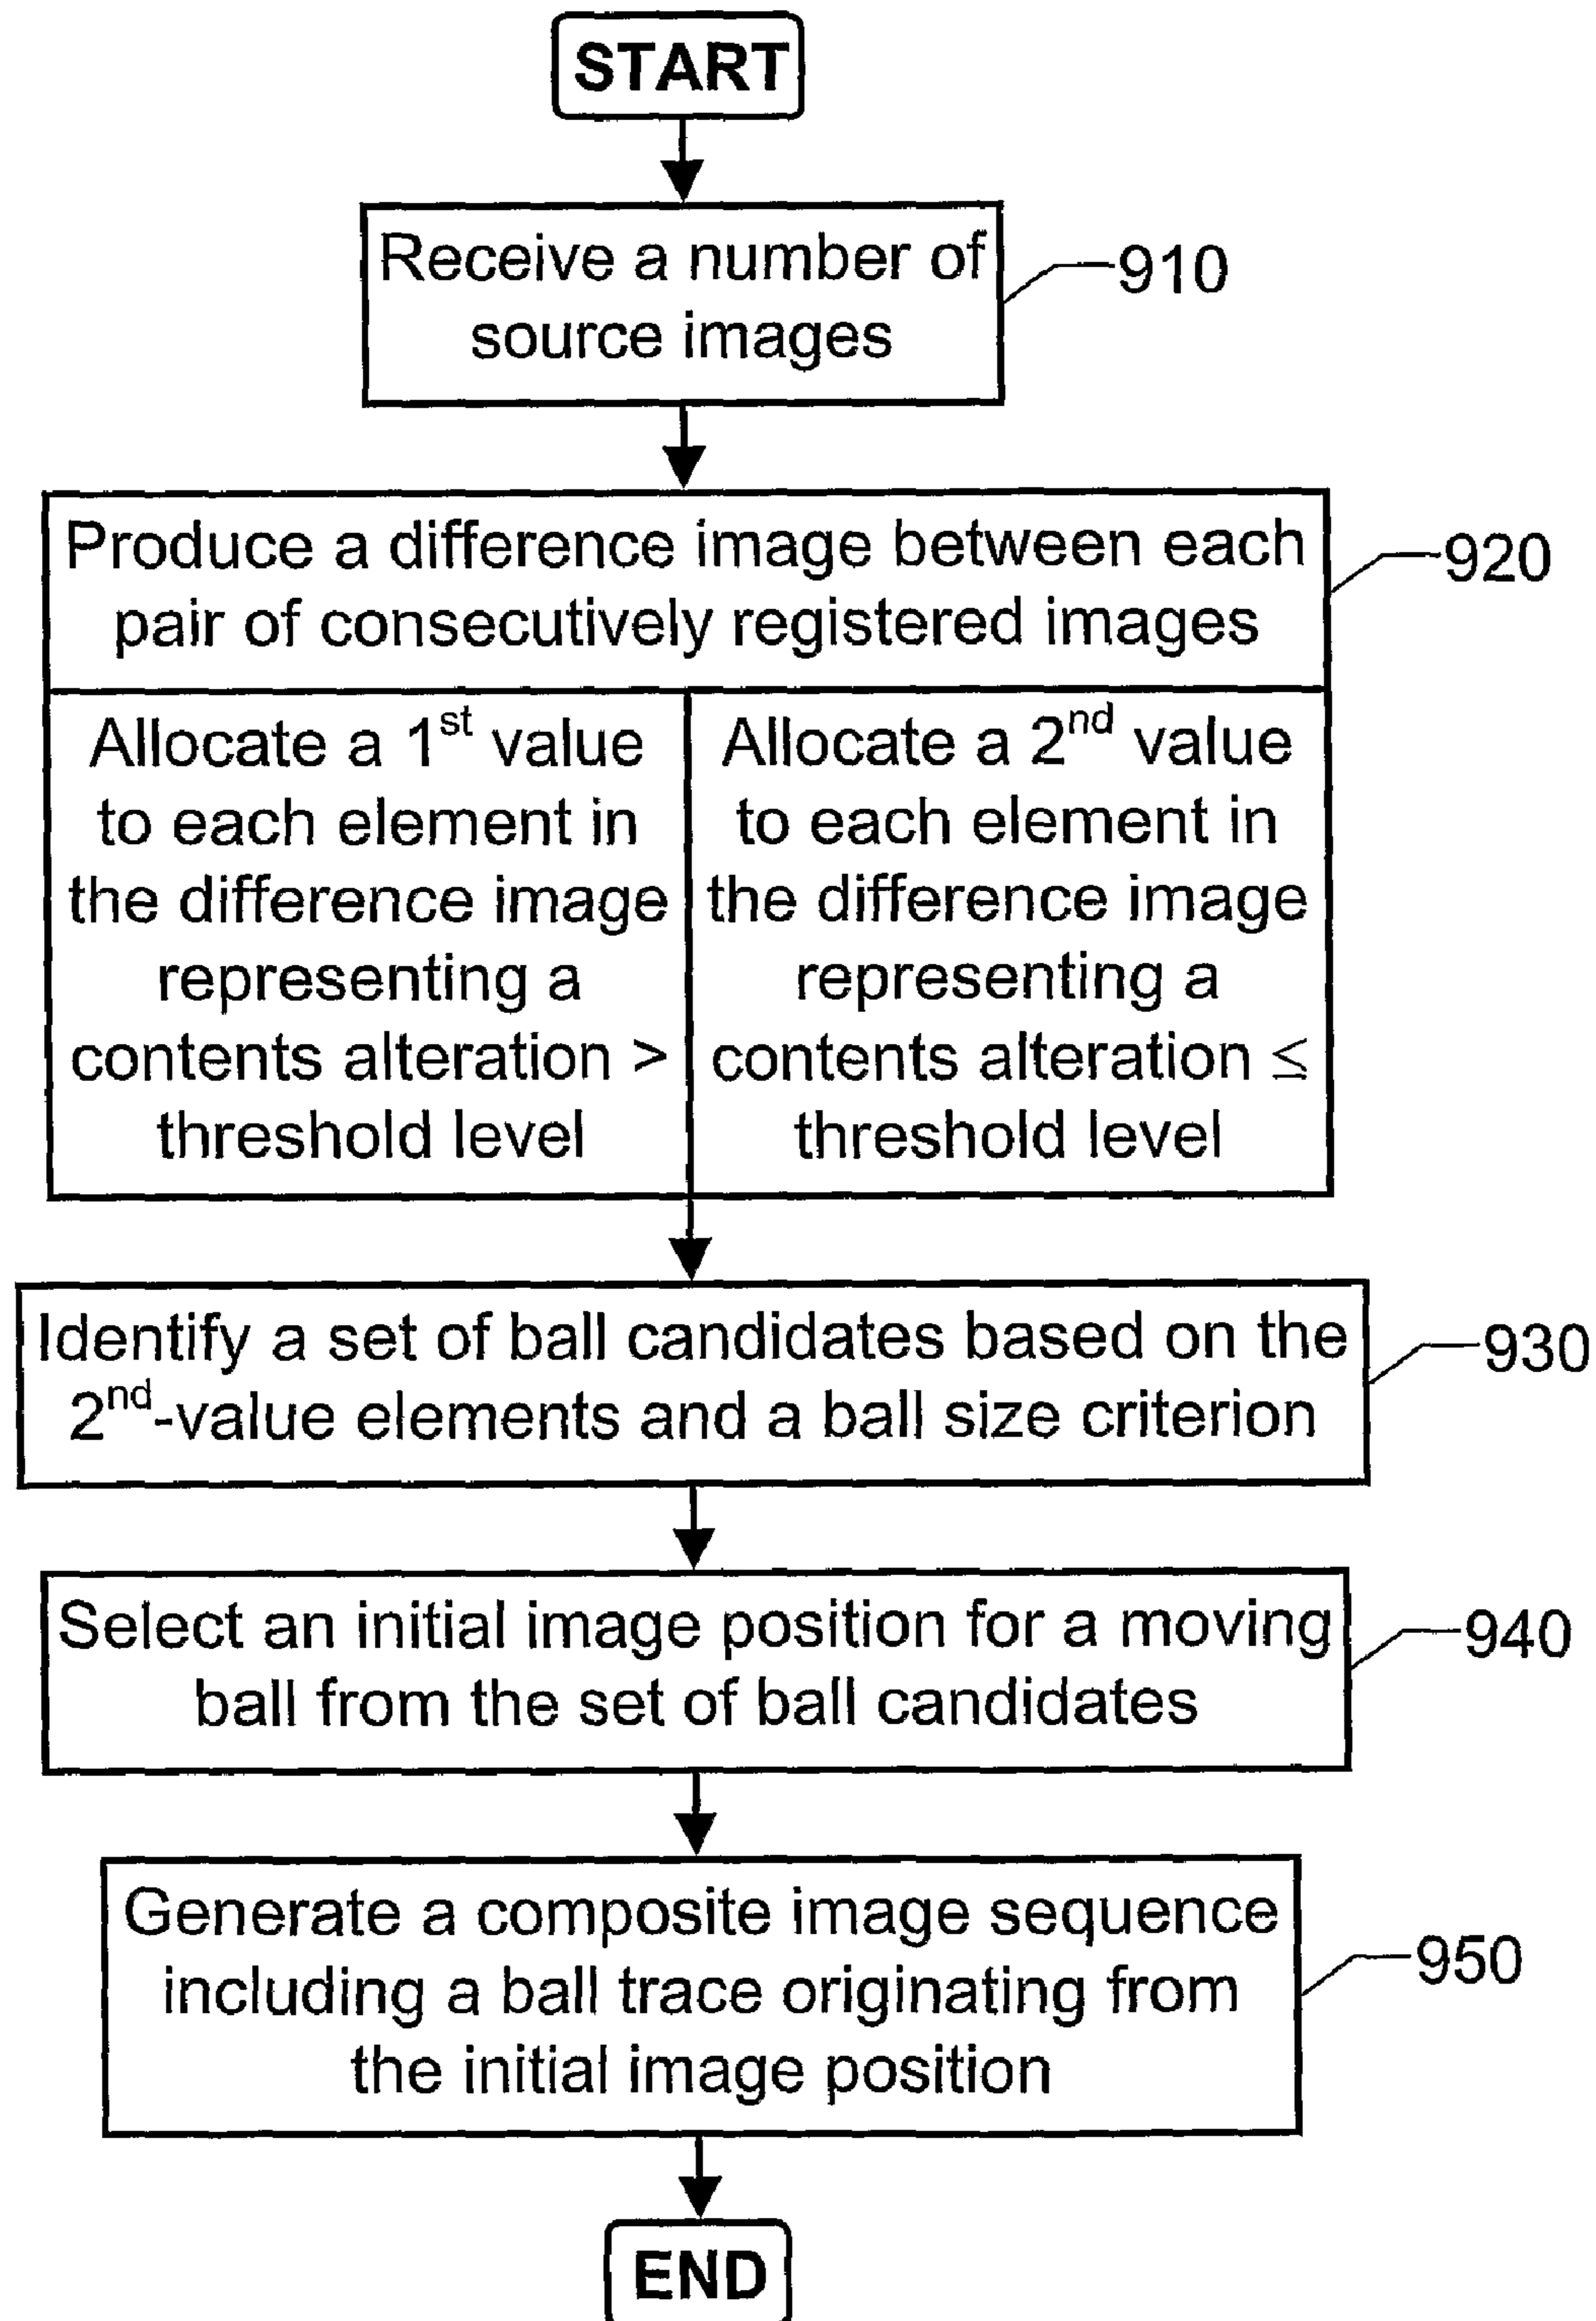 START
Receive a number of
source images
910
Produce a difference image between each
pair of consecutively registered images
920
Allocate a 1st value
to each element in
the difference image
representing a
contents alteration >
threshold level
Allocate a 2nd value
to each element in
the difference image
representing a
contents alteration ≤
threshold level
Identify a set of ball candidates based on the
2nd-value elements and a ball size criterion
930
Select an initial image position for a moving
ball from the set of ball candidates
940
Generate a composite image sequence
including a ball trace originating from
the initial image position
950
END